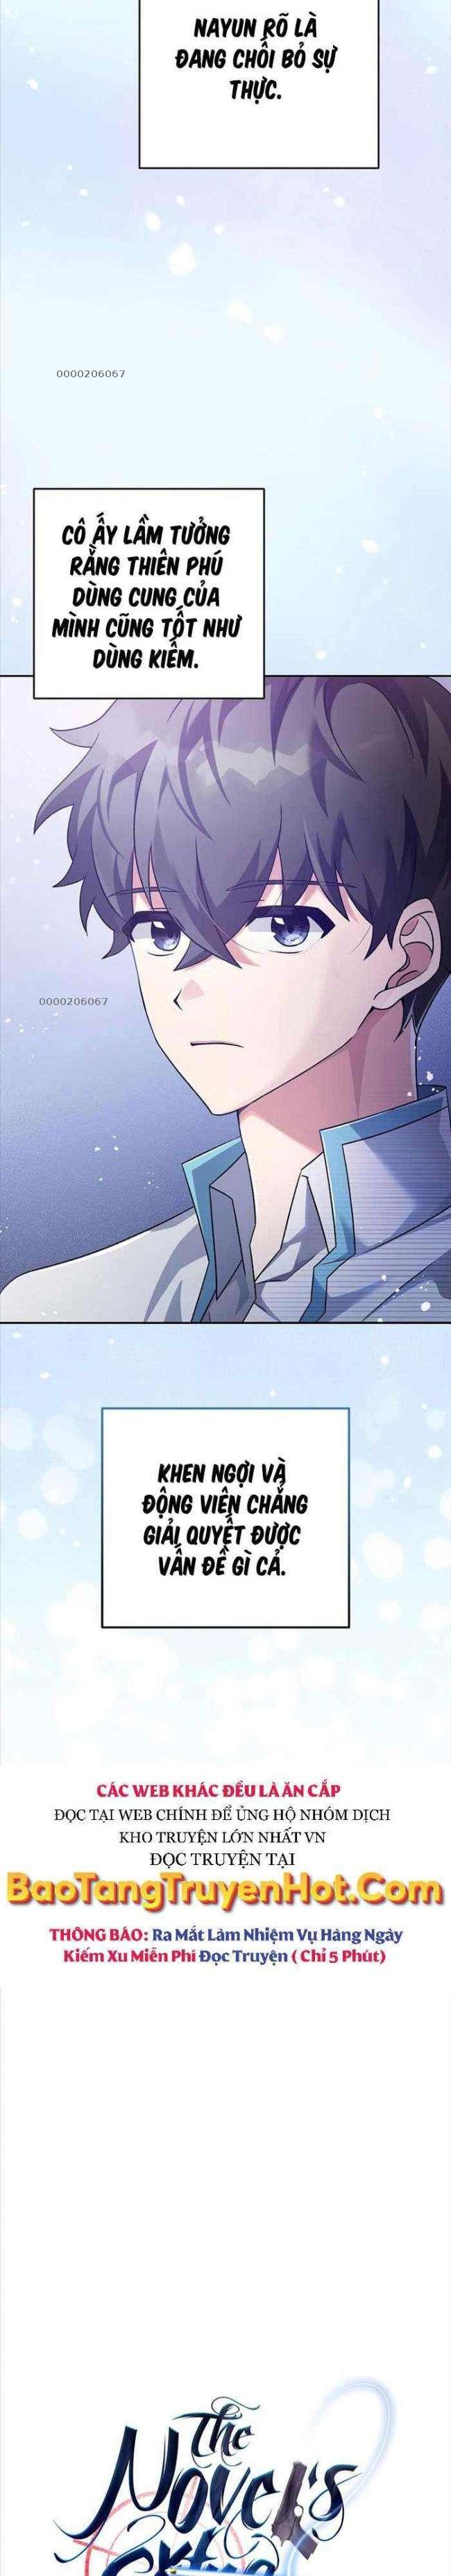 NAYUN RÕ LÀ
ĐANG CHỐI BỎ SỰ
THỰC.
0000206067
CÔ ẤY LẦM TƯỞNG
RẰNG THIÊN PHÚ
DÙNG CUNG CỦA
MÌNH CŨNG TỐT NHƯ
DÙNG KIẾM.
0000206067
KHEN NGỢI VÀ
ĐỘNG VIÊN CHẲNG
GIẢI QUYẾT ĐƯỢC
VẤN ĐỀ GÌ CẢ.
CÁC WEB KHÁC ĐỀU LÀ ĂN CẮP
ĐỌC TẠI WEB CHÍNH ĐỂ ỦNG HỘ NHÓM DỊCH
KHO TRUYỆN LỚN NHẤT VN
ĐỌC TRUYỆN TẠI
BaoTangTruyenHot.Com
THÔNG BÁO: Ra Mắt Làm Nhiệm Vụ Hàng Ngày
Kiếm Xu Miễn Phí Đọc Truyện ( Chỉ 5 Phút)
The
Novel's
Extra